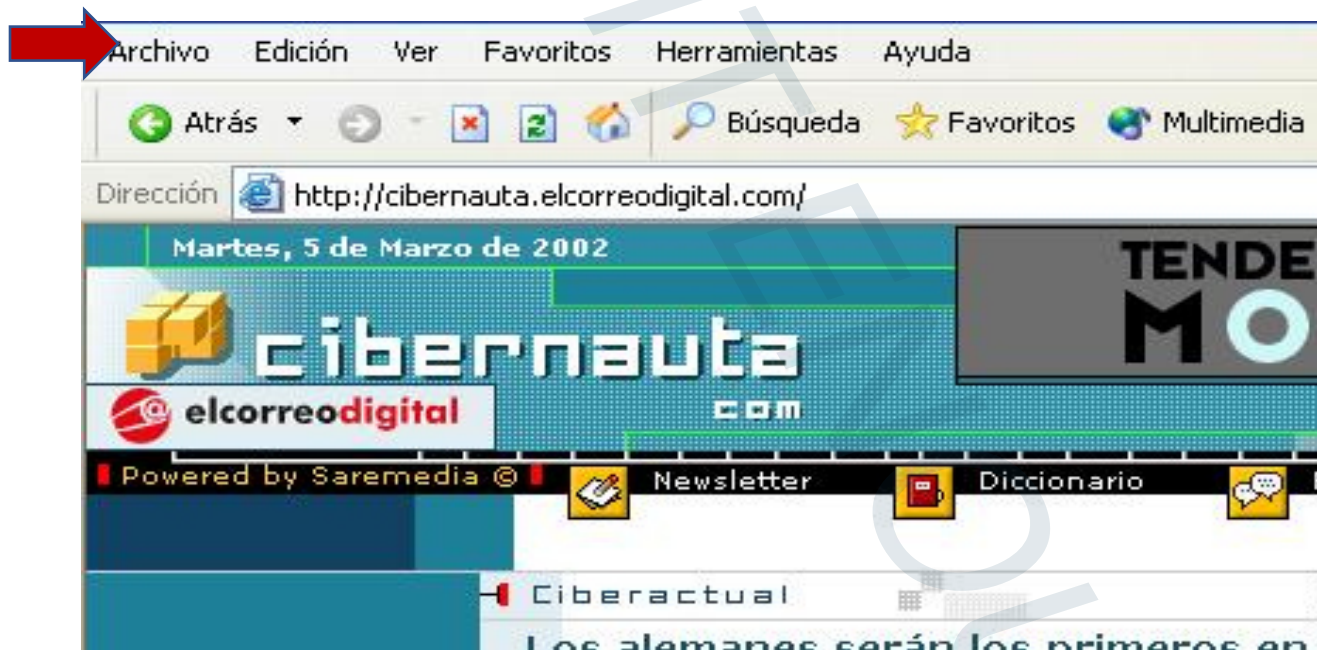 Archivo Edición Ver Favoritos Herramientas Ayuda
Atrás Búsqueda Favoritos Multimedia
Dirección http://cibernauta.elcorreodigital.com/
Martes, 5 de Marzo de 2002
TENDE
MO
cibernauta
com
elcorreodigital
Powered by Saremedia © Newsletter Diccionario
Ciberactual
Los alemanes serán los primeros en